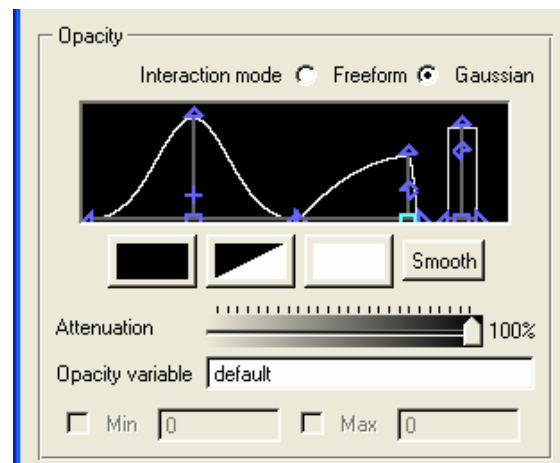 Opacity
Interaction mode Freeform Gaussian
Smooth
Attenuation 100%
Opacity variable default
Min 0 Max 0